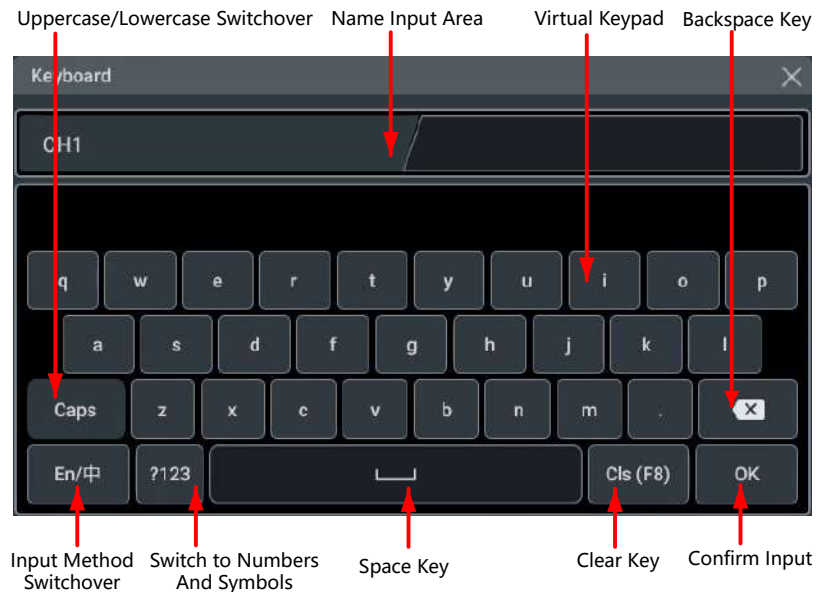 Uppercase/Lowercase Switchover Name Input Area Virtual Keypad Backspace Key
Keyboard
CH1
q w e r t y u i o p
a s d f g h j k l
Caps z x c v b n m .
En/中 ?123 Cls (F8) OK
Input Method Switchover
Switch to Numbers And Symbols
Space Key
Clear Key
Confirm Input